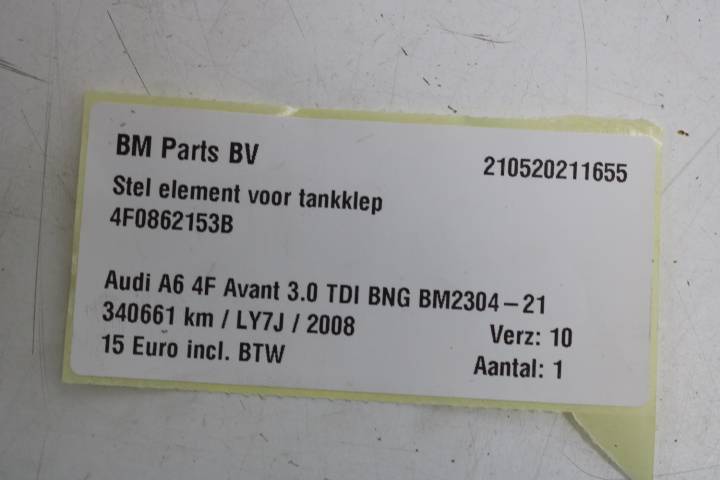 BM Parts BV 210520211655
Stel element voor tankklep
4F0862153B
Audi A6 4F Avant 3.0 TDI BNG BM2304-21
340661 km / LY7J / 2008 Verz: 10
15 Euro incl. BTW Aantal: 1